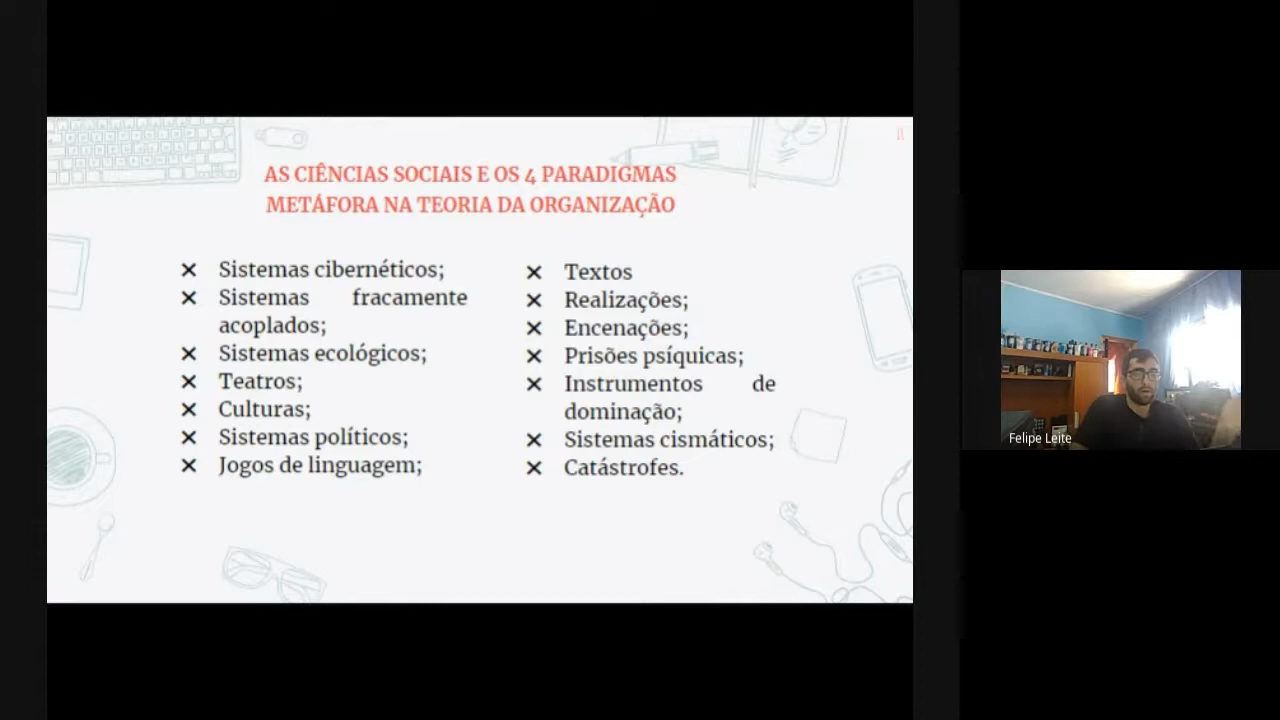 AS CIÊNCIAS SOCIAIS E OS 4 PARADIGMAS
METÁFORA NA TEORIA DA ORGANIZAÇÃO
✕ Sistemas cibernéticos;
✕ Sistemas fracamente
acoplados;
✕ Sistemas ecológicos;
✕ Teatros;
✕ Culturas;
✕ Sistemas políticos;
✕ Jogos de linguagem;
✕ Textos
✕ Realizações;
✕ Encenações;
✕ Prisões psíquicas;
✕ Instrumentos de
dominação;
✕ Sistemas cismáticos;
✕ Catástrofes.
Felipe Leite